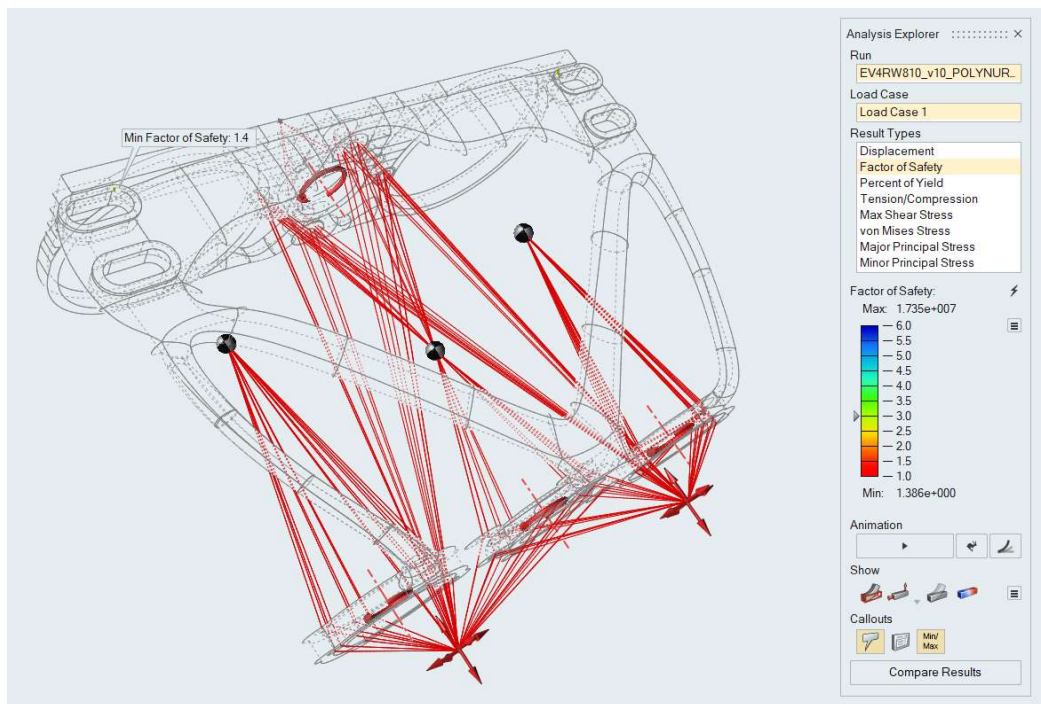 Min Factor of Safety: 1.4
Analysis Explorer
Run
EV4RW810_v10_POLYNUR...
Load Case
Load Case 1
Result Types
Displacement
Factor of Safety
Percent of Yield
Tension/Compression
Max Shear Stress
von Mises Stress
Major Principal Stress
Minor Principal Stress
Factor of Safety:
Max: 1.735e+007
6.0
5.5
5.0
4.5
4.0
3.5
3.0
2.5
2.0
1.5
1.0
Min: 1.386e+000
Animation
Show
Callouts
Min/
Max
Compare Results